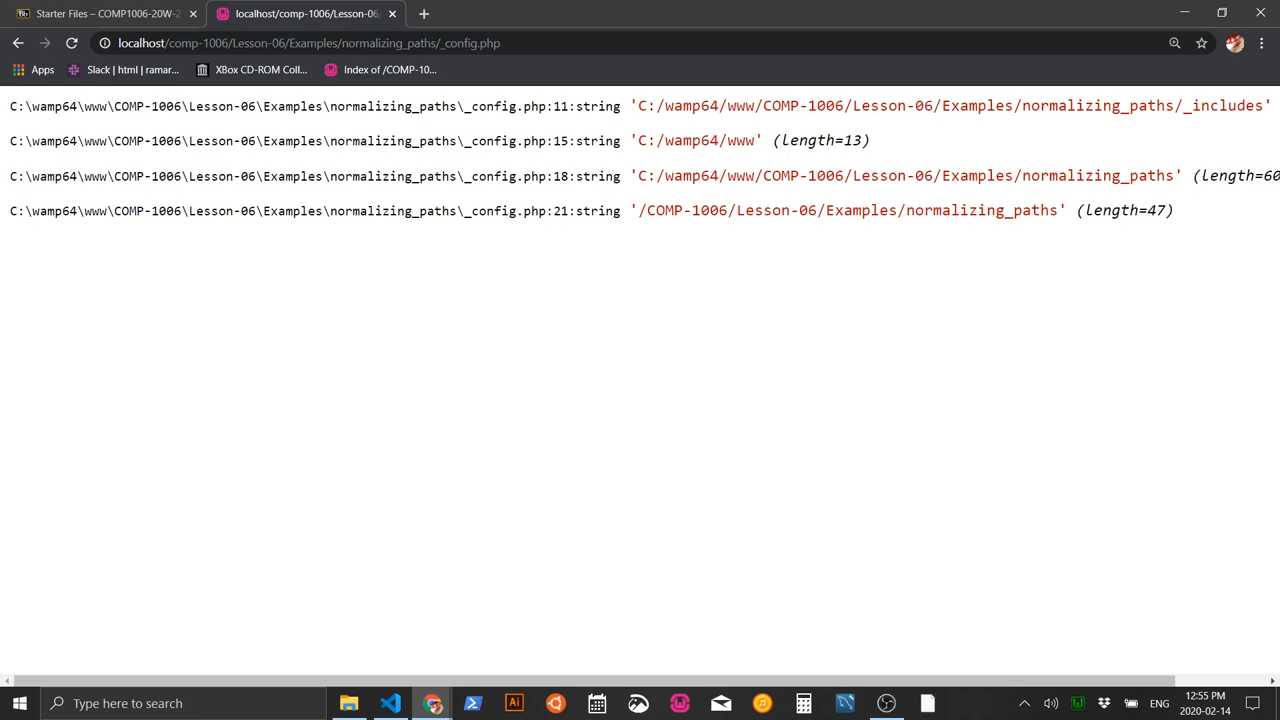 Starter Files – COMP1006-20W-2
localhost/comp-1006/Lesson-06/
localhost/comp-1006/Lesson-06/Examples/normalizing_paths/_config.php
Apps
Slack | html | ramar...
XBox CD-ROM Coll...
Index of /COMP-10...
C:\wamp64\www\COMP-1006\Lesson-06\Examples\normalizing_paths\_config.php:11:string 'C:/wamp64/www/COMP-1006/Lesson-06/Examples/normalizing_paths/_includes'
C:\wamp64\www\COMP-1006\Lesson-06\Examples\normalizing_paths\_config.php:15:string 'C:/wamp64/www' (length=13)
C:\wamp64\www\COMP-1006\Lesson-06\Examples\normalizing_paths\_config.php:18:string 'C:/wamp64/www/COMP-1006/Lesson-06/Examples/normalizing_paths' (length=60
C:\wamp64\www\COMP-1006\Lesson-06\Examples\normalizing_paths\_config.php:21:string '/COMP-1006/Lesson-06/Examples/normalizing_paths' (length=47)
Type here to search
Ai
ENG
12:55 PM
2020-02-14